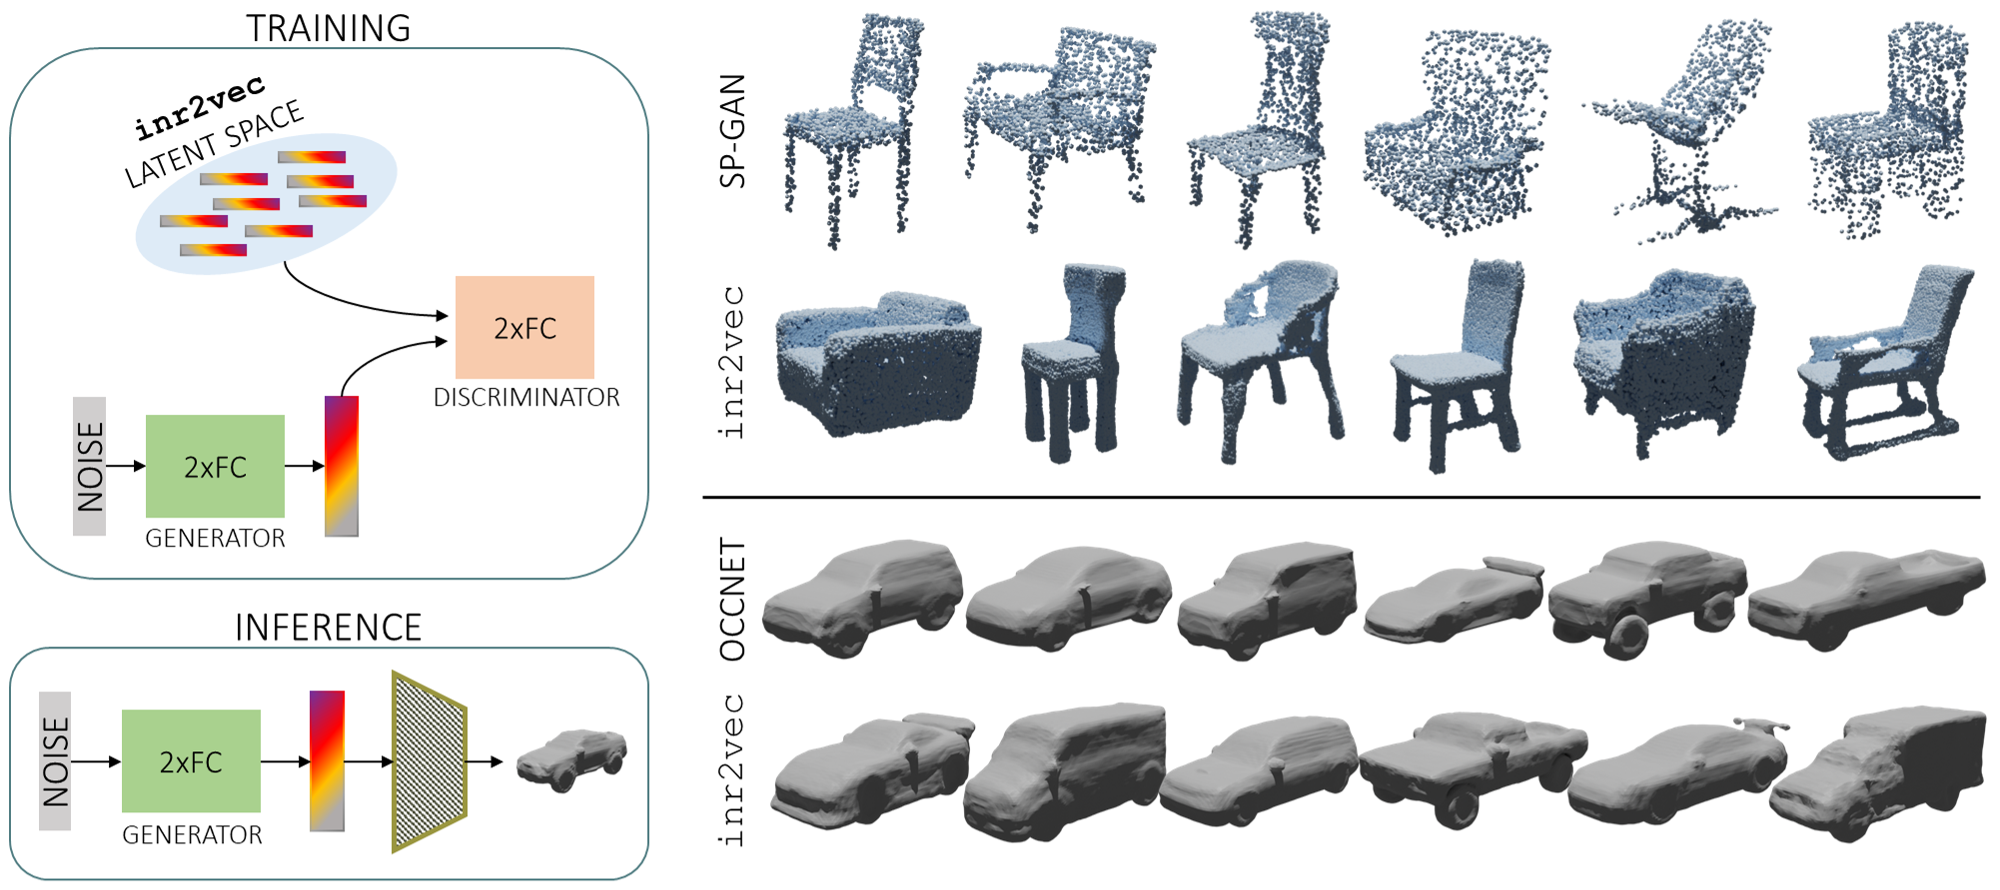 TRAINING
inr2vec
LATENT SPACE
2xFC
DISCRIMINATOR
NOISE
2xFC
GENERATOR
INFERENCE
NOISE
2xFC
GENERATOR
SP-GAN
inr2vec
OCCNET
inr2vec